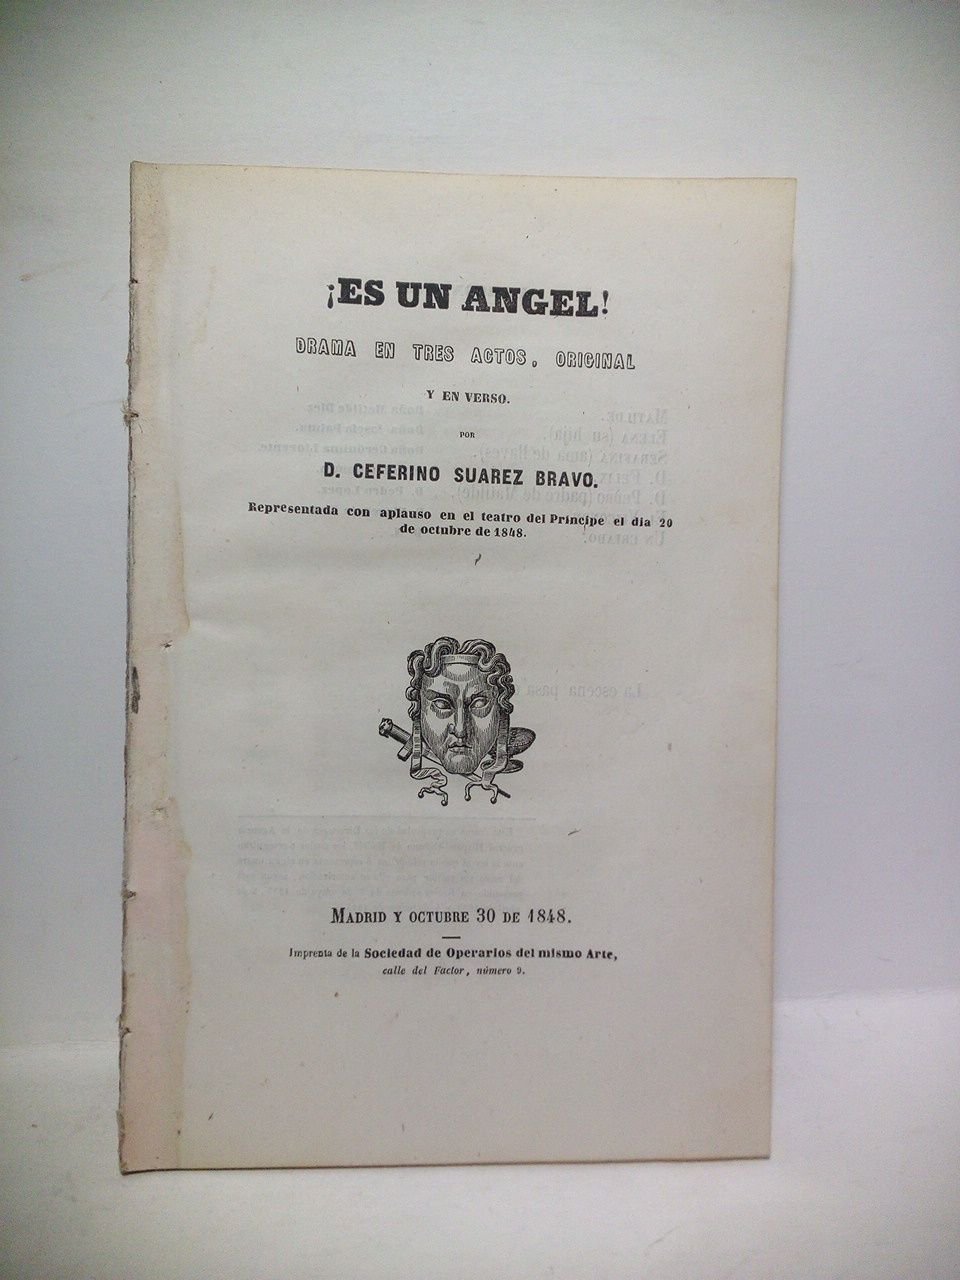 ¡ES UN ANGEL!
DRAMA EN TRES ACTOS, ORIGINAL
Y EN VERSO.
POR
D. CEFERINO SUAREZ BRAVO.
Representada con aplauso en el teatro del Principe el dia 20
de octubre de 1848.
MADRID Y OCTUBRE 30 DE 1848.
Imprenta de la Sociedad de Operarios del mismo Arte,
calle del Factor, número 9.